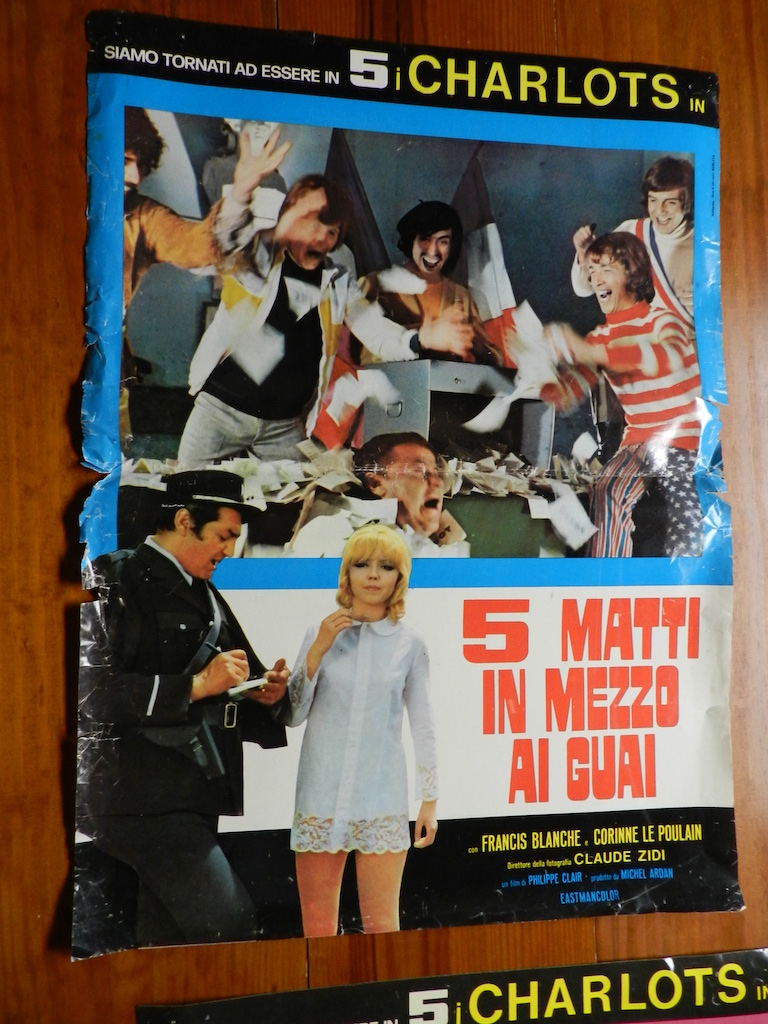 SIAMO TORNATI AD ESSERE IN 5 i CHARLOTS IN
5 MATTI
IN MEZZO
AI GUAI
con FRANCIS BLANCHE e CORINNE LE POULAIN
Direttore della fotografia CLAUDE ZIDI
un film di PHILIPPE CLAIR - prodotto da MICHEL ARDAN
EASTMANCOLOR
IN 5 i CHARLOTS IN